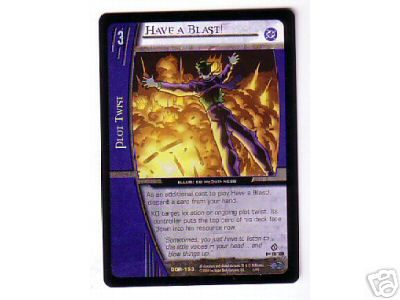 3
HAVE A BLAST!
PLOT TWIST
As an additional cost to play Have a Blast!,
discard a card from your hand.
KO target location or ongoing plot twist. Its
controller puts the top card of his deck face
down into his resource row.
"Sometimes, you just have to listen to
the little voices in your head ... and
blow things up."
DOR-153